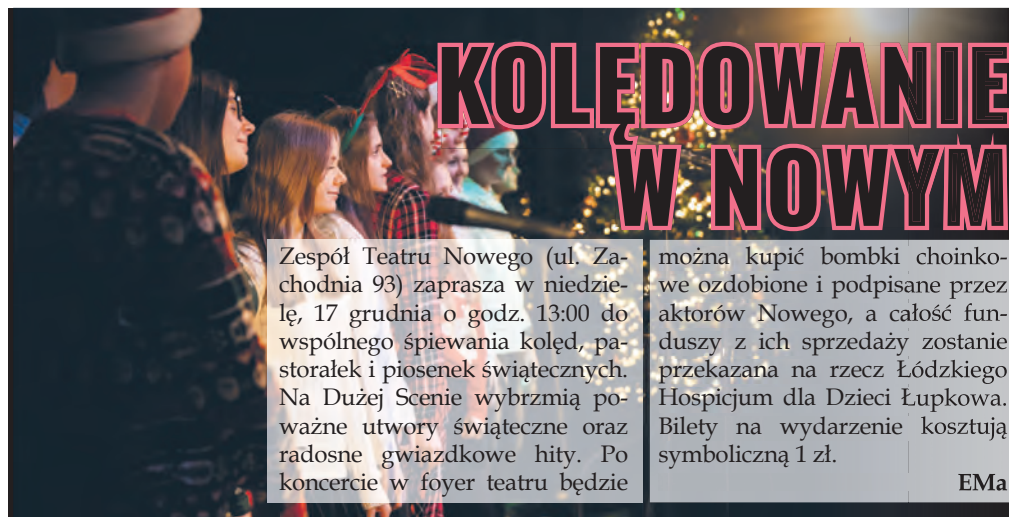 KOLĘDOWANIE
W NOWYM
Zespół Teatru Nowego (ul. Za-
chodnia 93) zaprasza w niedzie-
lę, 17 grudnia o godz. 13:00 do
wspólnego śpiewania kolęd, pa-
storałek i piosenek świątecznych.
Na Dużej Scenie wybrzmią po-
ważne utwory świąteczne oraz
radosne gwiazdkowe hity. Po
koncercie w foyer teatru będzie
można kupić bombki choinko-
we ozdobione i podpisane przez
aktorów Nowego, a całość fun-
duszy z ich sprzedaży zostanie
przekazana na rzecz Łódzkiego
Hospicjum dla Dzieci Łupkowa.
Bilety na wydarzenie kosztują
symboliczną 1 zł.
EMa